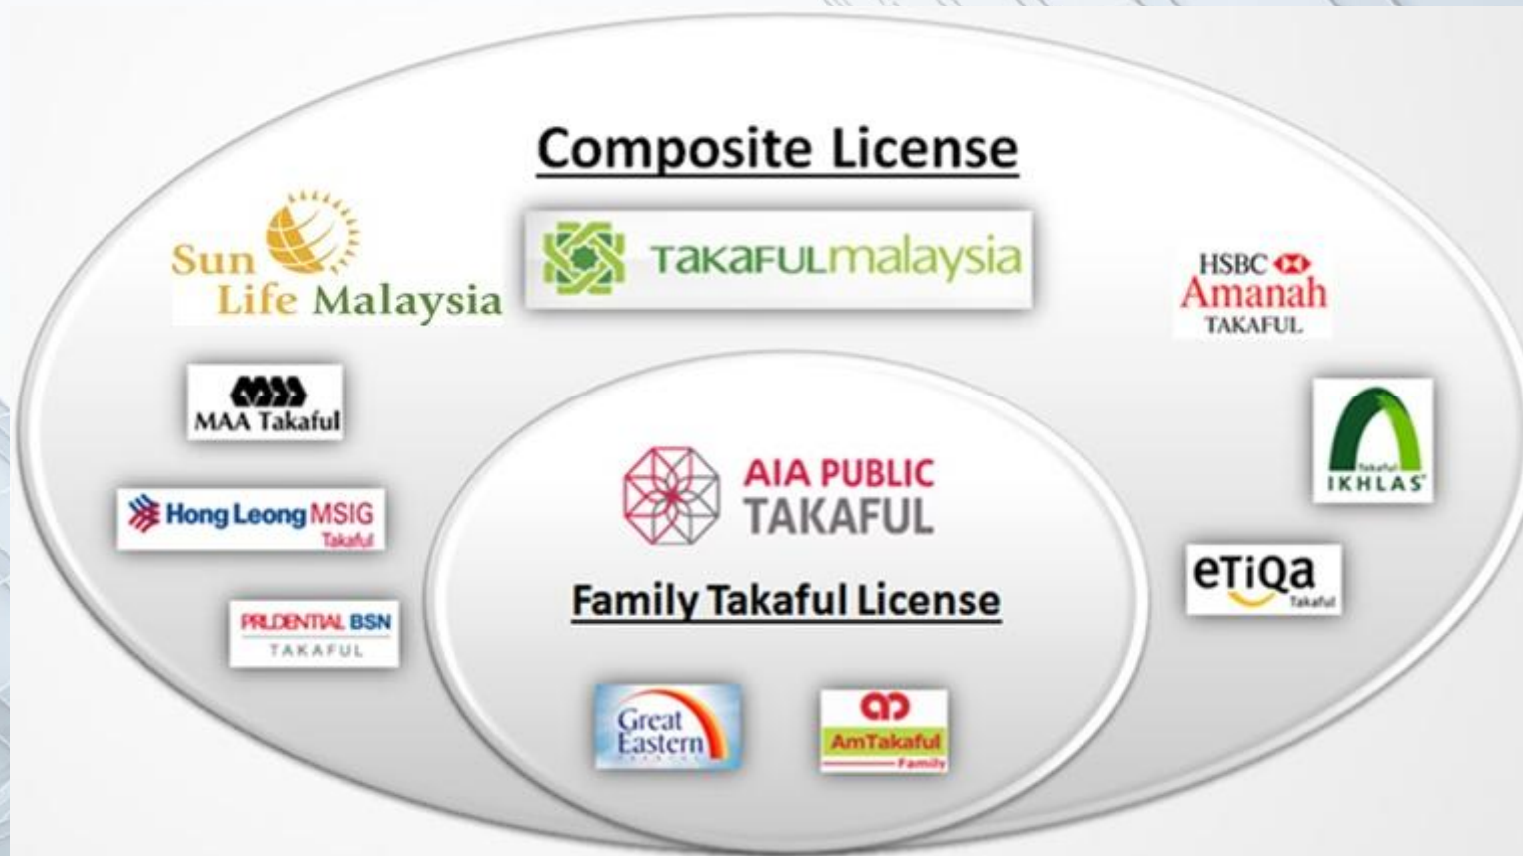 Composite License
Sun
Life Malaysia
TAKAFULmalaysia
HSBC
Amanah
TAKAFUL
MAA Takaful
Takaful
IKHLAS
AIA PUBLIC
TAKAFUL
Hong Leong MSIG
Takaful
eTiQa
Takaful
Family Takaful License
PRUDENTIAL BSN
TAKAFUL
Great
Eastern
AmTakaful
Family